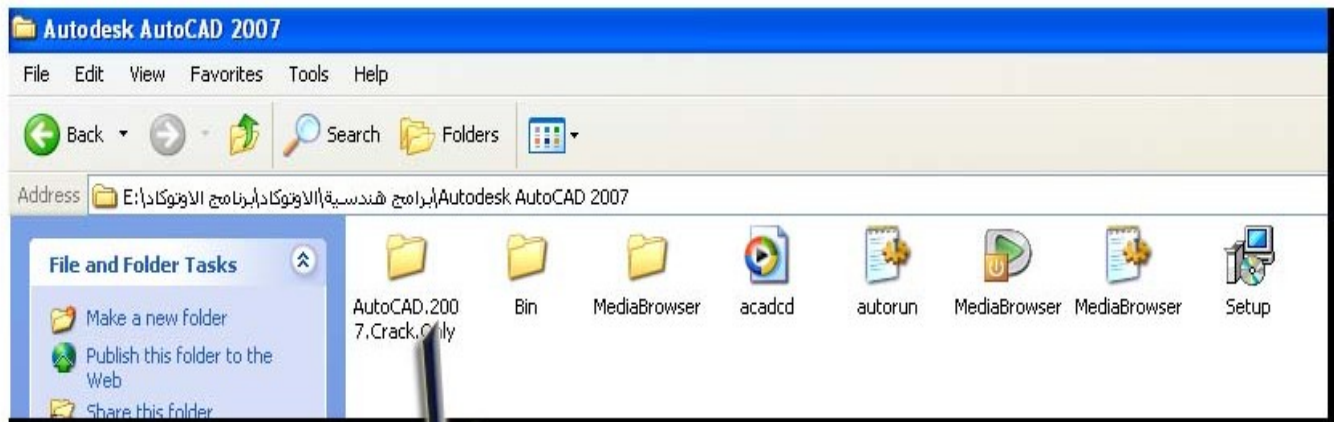 Autodesk AutoCAD 2007
File Edit View Favorites Tools Help
Back Search Folders
Address E:\برامج هندسية\الاوتوكاد\برنامج الاوتوكاد\Autodesk AutoCAD 2007
File and Folder Tasks
Make a new folder
Publish this folder to the
Web
Share this folder
AutoCAD.200
7.Crack.Only
Bin
MediaBrowser
acadcd
autorun
MediaBrowser
MediaBrowser
Setup